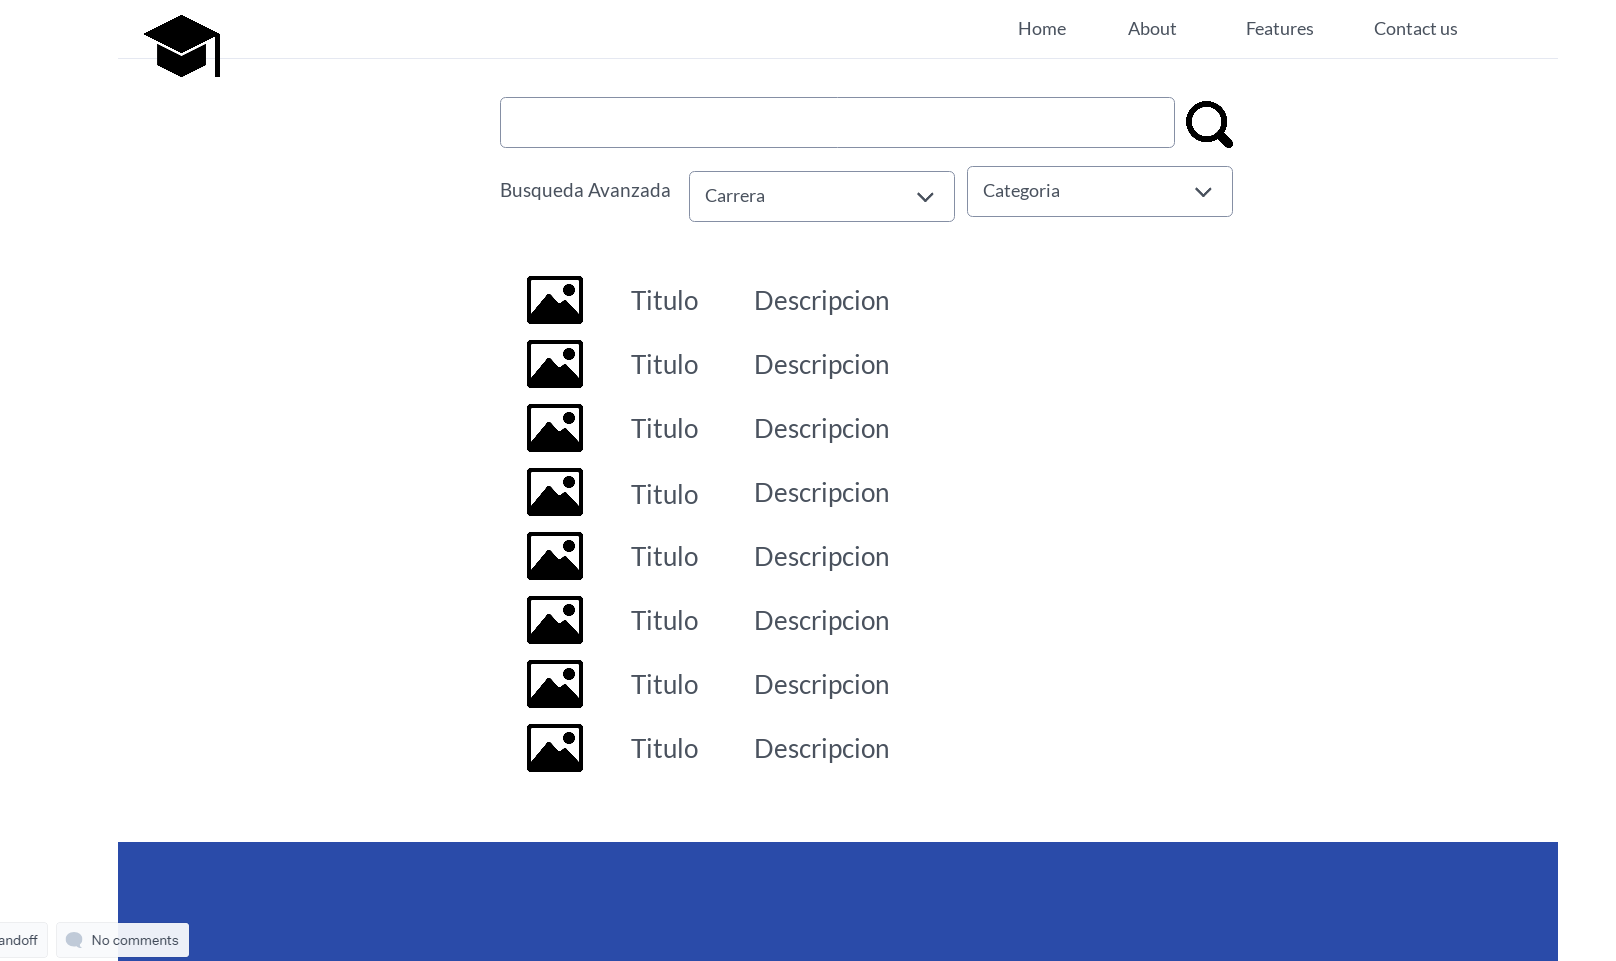 Home About Features Contact us
Busqueda Avanzada Carrera Categoria
Titulo Descripcion
Titulo Descripcion
Titulo Descripcion
Titulo Descripcion
Titulo Descripcion
Titulo Descripcion
Titulo Descripcion
Titulo Descripcion
andoff No comments